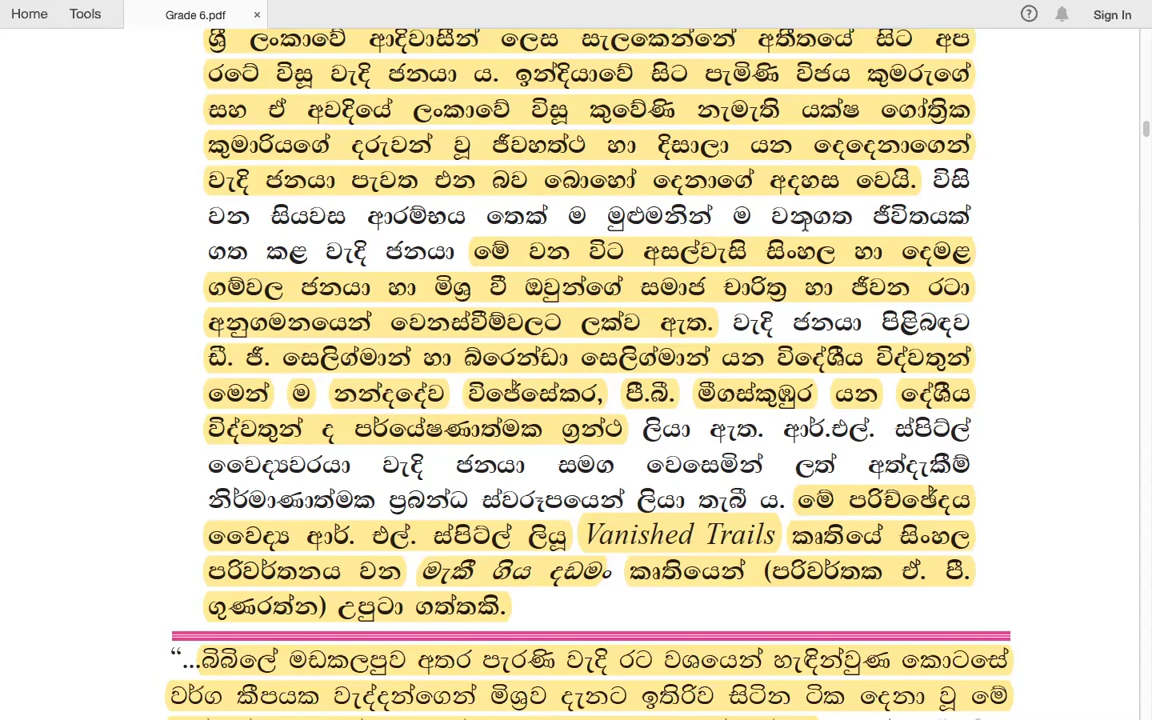 Home Tools Grade 6.pdf × Sign In
ශ්‍රී ලංකාවේ ආදිවාසීන් ලෙස සැලකෙන්නේ අතීතයේ සිට අප
රටේ විසූ වැදි ජනයා ය. ඉන්දියාවේ සිට පැමිණි විජය කුමරුගේ
සහ ඒ අවදියේ ලංකාවේ විසූ කුවේණි නැමැති යක්ෂ ගෝත්‍රික
කුමාරියගේ දරුවන් වූ ජීවහත්ථ හා දිසාලා යන දෙදෙනාගෙන්
වැදි ජනයා පැවත එන බව බොහෝ දෙනාගේ අදහස වෙයි. විසි
වන සියවස ආරම්භය තෙක් ම මුළුමනින් ම වනගත ජීවිතයක්
ගත කළ වැදි ජනයා මේ වන විට අසල්වැසි සිංහල හා දෙමළ
ගම්වල ජනයා හා මිශ්‍ර වී ඔවුන්ගේ සමාජ චාරිත්‍ර හා ජීවන රටා
අනුගමනයෙන් වෙනස්වීම්වලට ලක්ව ඇත. වැදි ජනයා පිළිබඳව
ඩී. ජී. සෙලිග්මාන් හා බ්රෙන්ඩා සෙලිග්මාන් යන විදේශීය විද්වතුන්
මෙන් ම නන්දදේව විජේසේකර, පී.බී. මීගස්කුඹුර යන දේශීය
විද්වතුන් ද පර්යේෂණාත්මක ග්‍රන්ථ ලියා ඇත. ආර්.එල්. ස්පිට්ල්
වෛද්‍යවරයා වැදි ජනයා සමග වෙසෙමින් ලත් අත්දැකීම්
නිර්මාණාත්මක ප්‍රබන්ධ ස්වරූපයෙන් ලියා තැබී ය. මේ පරිච්ඡේදය
වෛද්‍ය ආර්. එල්. ස්පිට්ල් ලියූ Vanished Trails කෘතියේ සිංහල
පරිවර්තනය වන මැකී ගිය දඩමං කෘතියෙන් (පරිවර්තක ඒ. පී.
ගුණරත්න) උපුටා ගත්තකි.
“...බිබිලේ මඩකලපුව අතර පැරණි වැදි රට වශයෙන් හැඳින්වුණ කොටසේ
වර්ග කීපයක වැද්දන්ගෙන් මිශ්‍රව දැනට ඉතිරිව සිටින ටික දෙනා වූ මේ